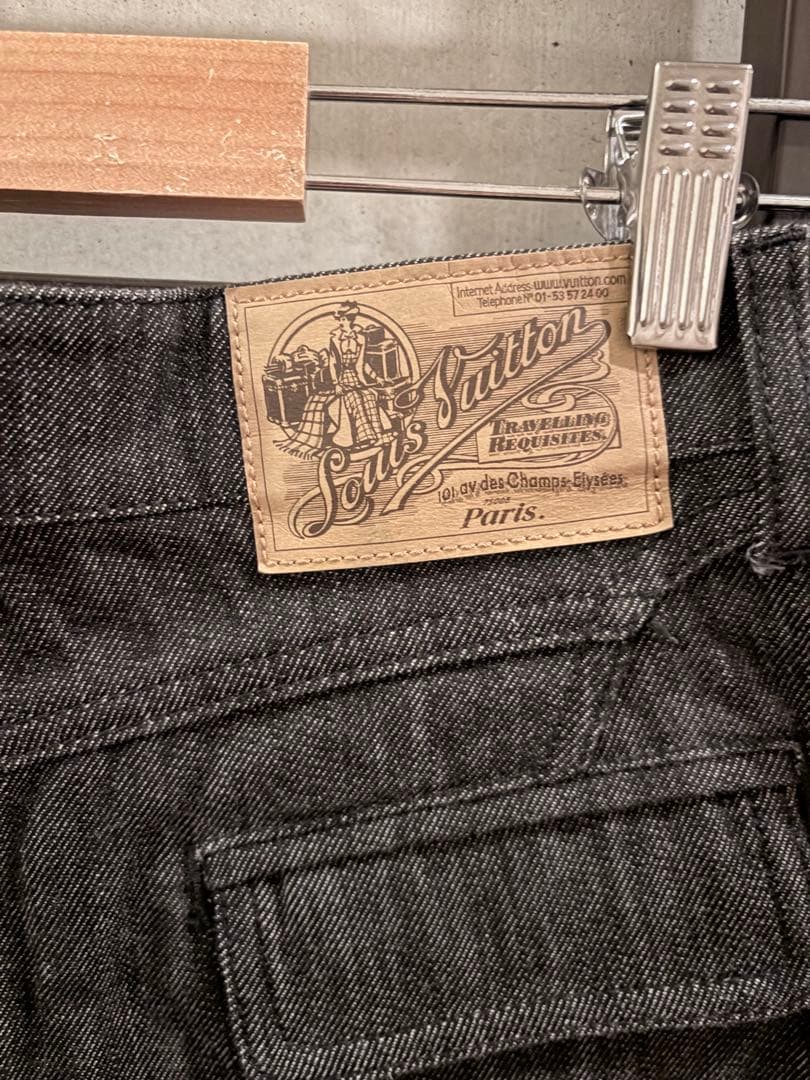 Internet Address www.vuitton.com
Telephone N° 01-53 57 24 00
Louis Vuitton
TRAVELLING
REQUISITES.
101 av des Champs-Elysées
75008
Paris.